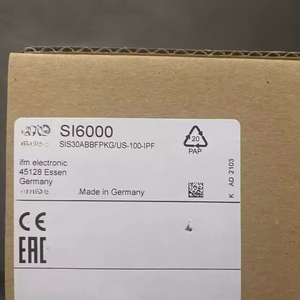 SI6000
SIS30ABBFPKG/US-100-IPF
ifm electronic
45128 Essen
Germany
Made in Germany
20
PAP
K AD 2103
CE
EAC